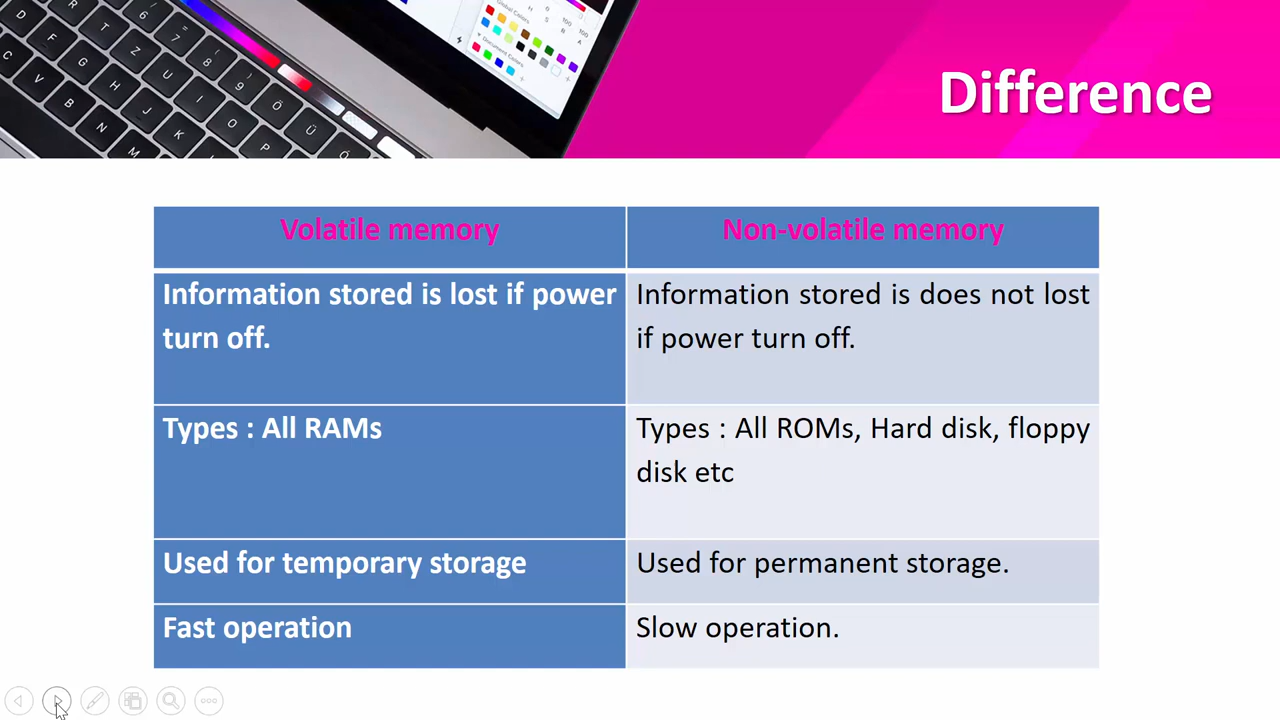 Difference
Volatile memory
Non-volatile memory
Information stored is lost if power
turn off.
Information stored is does not lost
if power turn off.
Types : All RAMs
Types : All ROMs, Hard disk, floppy
disk etc
Used for temporary storage
Used for permanent storage.
Fast operation
Slow operation.